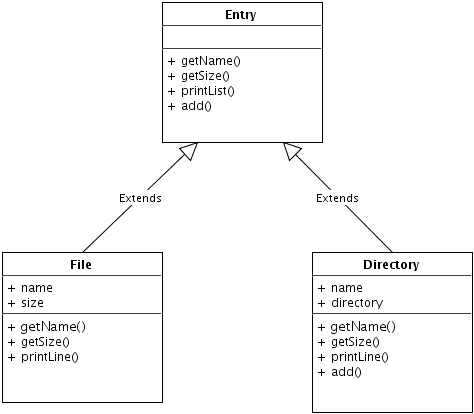 Entry
+ getName()
+ getSize()
+ printList()
+ add()
Extends
Extends
File
+ name
+ size
+ getName()
+ getSize()
+ printLine()
Directory
+ name
+ directory
+ getName()
+ getSize()
+ printLine()
+ add()